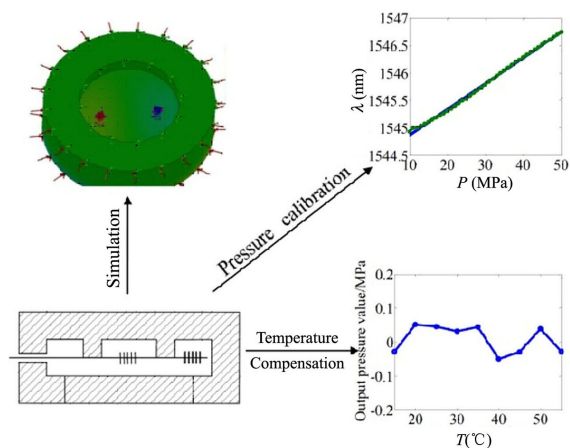 1547
1546.5
1546
1545.5
1545
1544.5
λ (nm)
10 20 30 40 50
P (MPa)
Simulation
Pressure calibration
Temperature
Compensation
0.2
0.1
0
-0.1
-0.2
Output pressure value/MPa
20 30 40 50
T(℃)